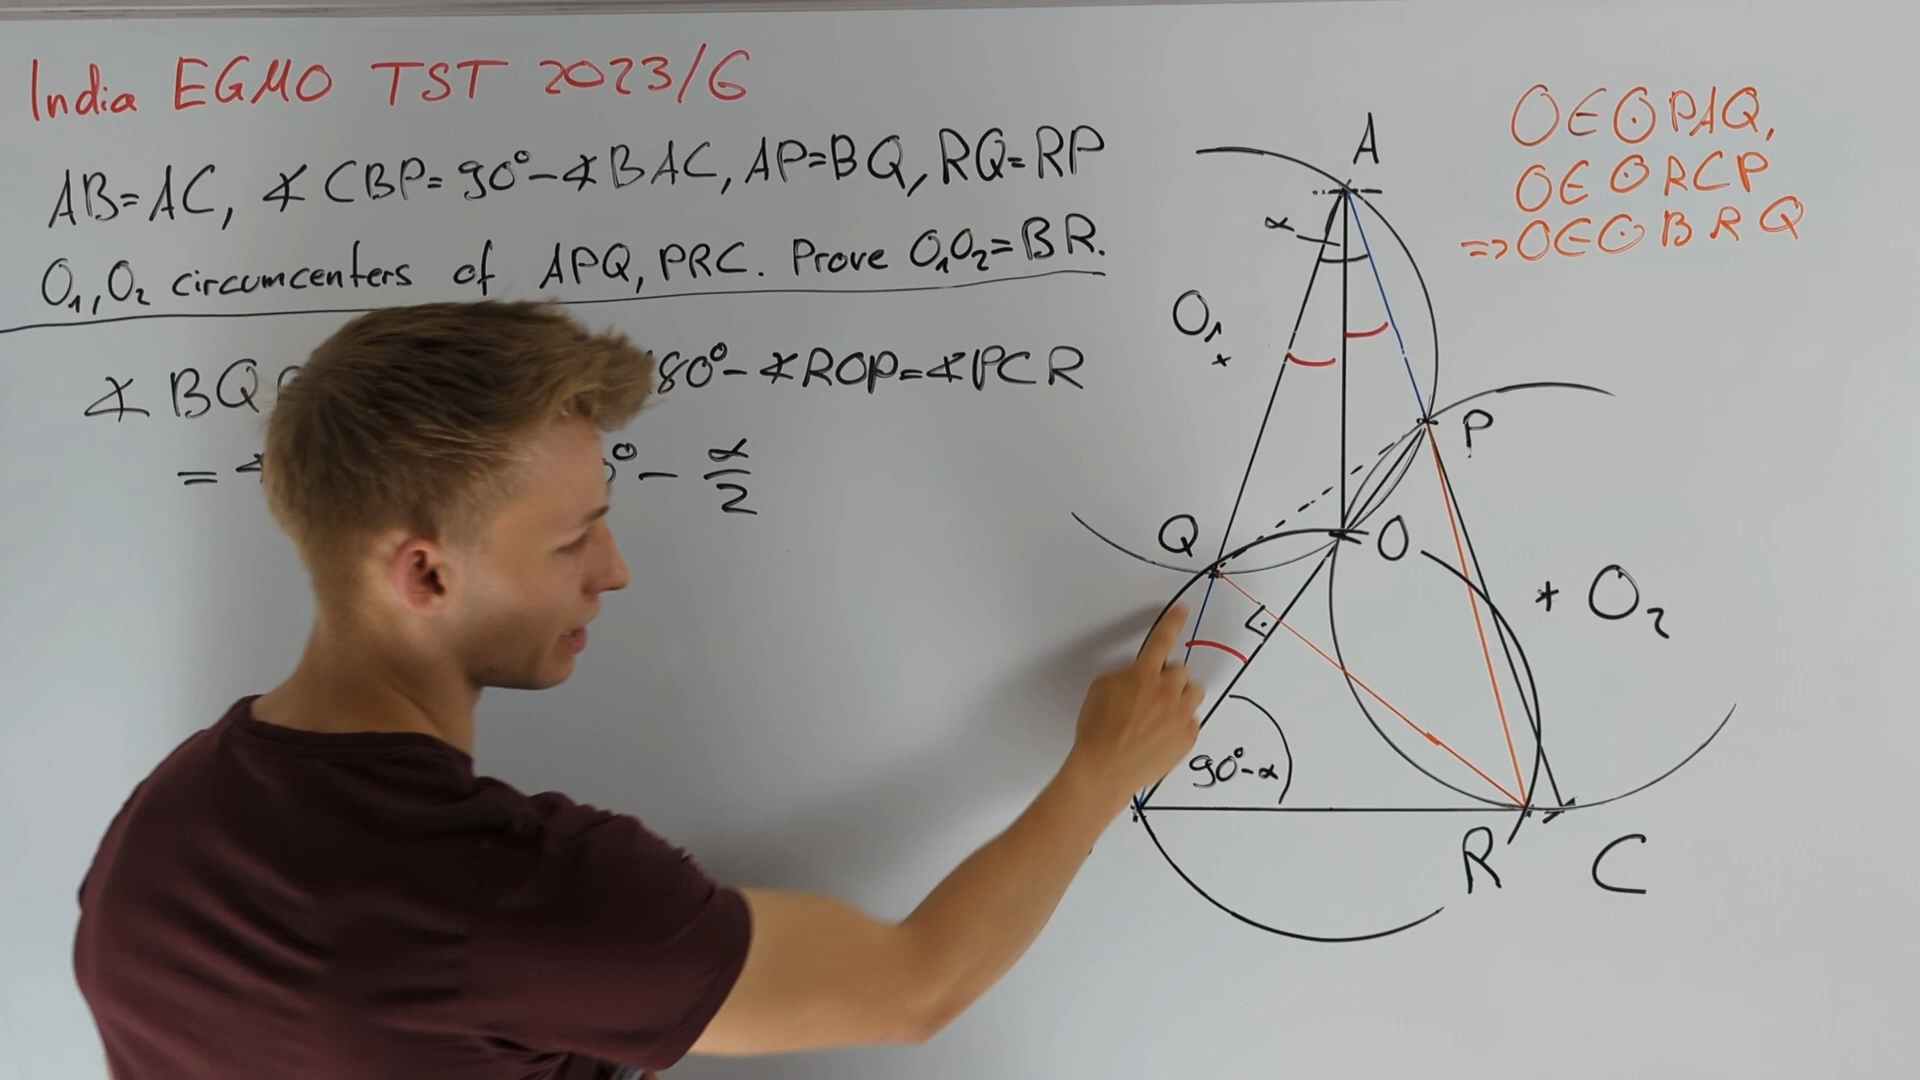 India EGMO TST 2023/6
AB=AC, ∢CBP=90°-∢BAC, AP=BQ, RQ=RP
O₁,O₂ circumcenters of APQ, PRC. Prove O₁O₂=BR.
∢BQ 80°-∢ROP=∢PCR
= °-α/2
O∈⊙PAQ,
O∈⊙RCP
=>O∈⊙BRQ
A
α
O₁
P
Q
O
O₂
90°-α
R
C